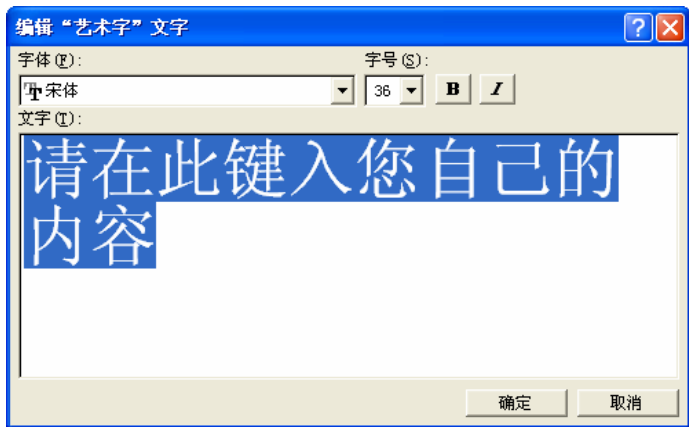 编辑“艺术字”文字
字体(F): 字号(S):
宋体 36 B I
文字(T):
请在此键入您自己的
内容
确定 取消